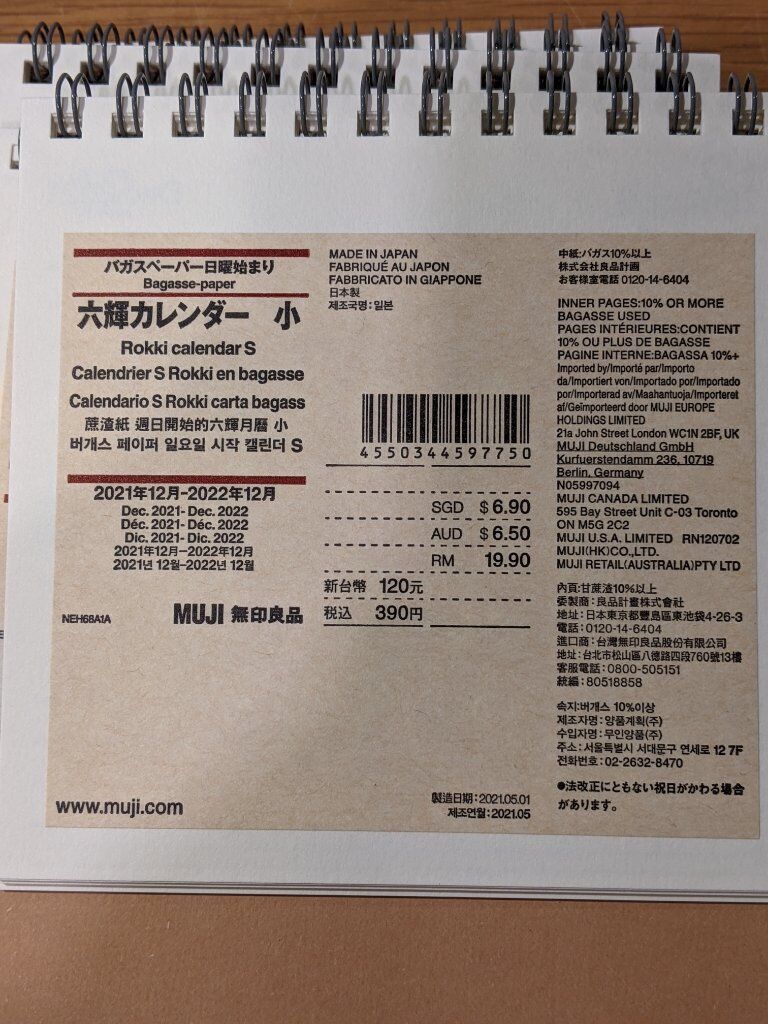 バガスペーパー日曜始まり
Bagasse-paper
六輝カレンダー 小
Rokki calendar S
Calendrier S Rokki en bagasse
Calendario S Rokki carta bagass
蔗渣紙 週日開始的六輝月曆 小
버개스 페이퍼 일요일 시작 캘린더 S
2021年12月-2022年12月
Dec. 2021- Dec. 2022
Déc. 2021- Déc. 2022
Dic. 2021- Dic. 2022
2021年12月-2022年12月
2021년 12월-2022년 12월
NEH68A1A
MUJI 無印良品
www.muji.com
MADE IN JAPAN
FABRIQUÉ AU JAPON
FABBRICATO IN GIAPPONE
日本製
제조국명:일본
4550344597750
SGD $ 6.90
AUD $ 6.50
RM 19.90
新台幣 120元
税込 390円
製造日期:2021.05.01
제조연월:2021.05
中紙:バガス10%以上
株式会社良品計画
お客様室電話 0120-14-6404
INNER PAGES:10% OR MORE
BAGASSE USED
PAGES INTÉRIEURES:CONTIENT
10% OU PLUS DE BAGASSE
PAGINE INTERNE:BAGASSA 10%+
Imported by/Importé par/Importo
da/Importiert von/Importado por/Importado
por/Importerad av/Maahantuoja/Importeret
af/Geïmporteerd door MUJI EUROPE
HOLDINGS LIMITED
21a John Street London WC1N 2BF, UK
MUJI Deutschland GmbH
Kurfuerstendamm 236, 10719
Berlin, Germany
N05997094
MUJI CANADA LIMITED
595 Bay Street Unit C-03 Toronto
ON M5G 2C2
MUJI U.S.A. LIMITED RN120702
MUJI(HK)CO.,LTD.
MUJI RETAIL(AUSTRALIA)PTY LTD
內頁:甘蔗渣10%以上
委製商:良品計畫株式會社
地址:日本東京都豐島區東池袋4-26-3
電話:0120-14-6404
進口商:台灣無印良品股份有限公司
地址:台北市松山區八德路四段760號13樓
客服電話:0800-505151
統編:80518858
속지:버개스 10%이상
제조자명:양품계획(주)
수입자명:무인양품(주)
주소:서울특별시 서대문구 연세로 12 7F
전화번호:02-2632-8470
●法改正にともない祝日がかわる場合
があります。